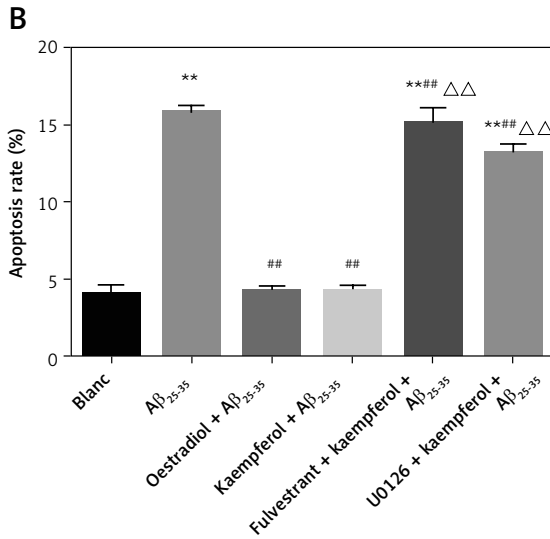 B
Apoptosis rate (%)
20
15
10
5
0
**
##
##
**## △△
**## △△
Blanc
Aβ25-35
Oestradiol + Aβ25-35
Kaempferol + Aβ25-35
Fulvestrant + kaempferol +
Aβ25-35
U0126 + kaempferol +
Aβ25-35